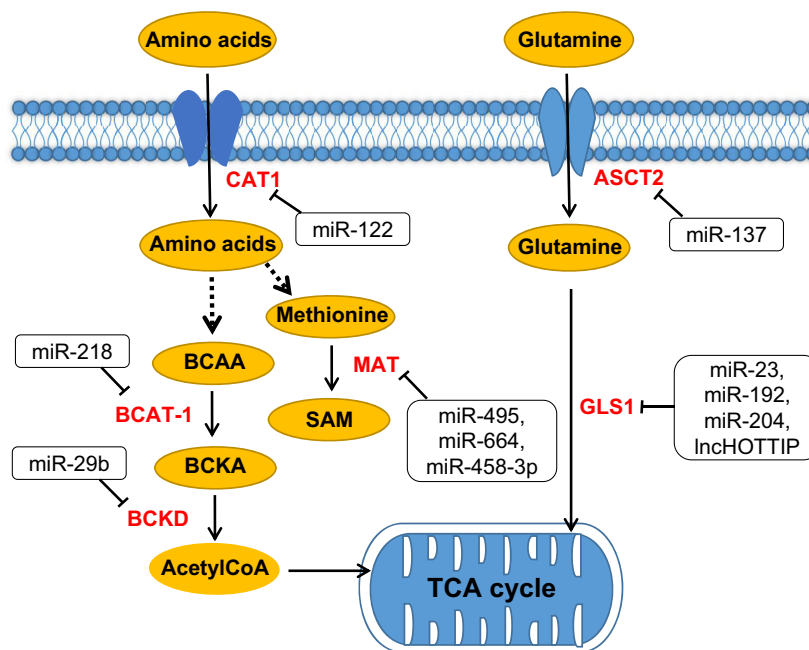 Amino acids
Glutamine
CAT1
ASCT2
miR-122
miR-137
Amino acids
Glutamine
Methionine
miR-218
BCAA
MAT
miR-23,
miR-192,
miR-204,
lncHOTTIP
GLS1
BCAT-1
SAM
miR-495,
miR-664,
miR-458-3p
miR-29b
BCKA
BCKD
AcetylCoA
TCA cycle